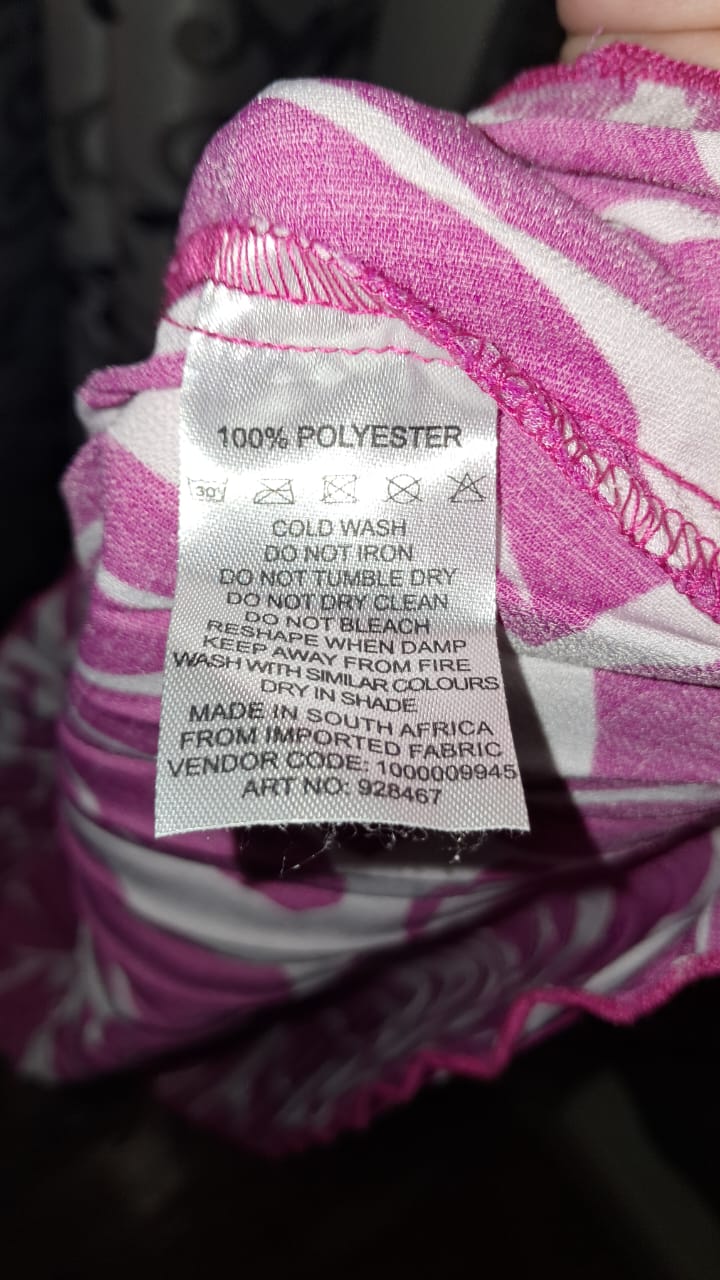 100% POLYESTER
30°
COLD WASH
DO NOT IRON
DO NOT TUMBLE DRY
DO NOT DRY CLEAN
DO NOT BLEACH
RESHAPE WHEN DAMP
KEEP AWAY FROM FIRE
WASH WITH SIMILAR COLOURS
DRY IN SHADE
MADE IN SOUTH AFRICA
FROM IMPORTED FABRIC
VENDOR CODE: 1000009945
ART NO: 928467